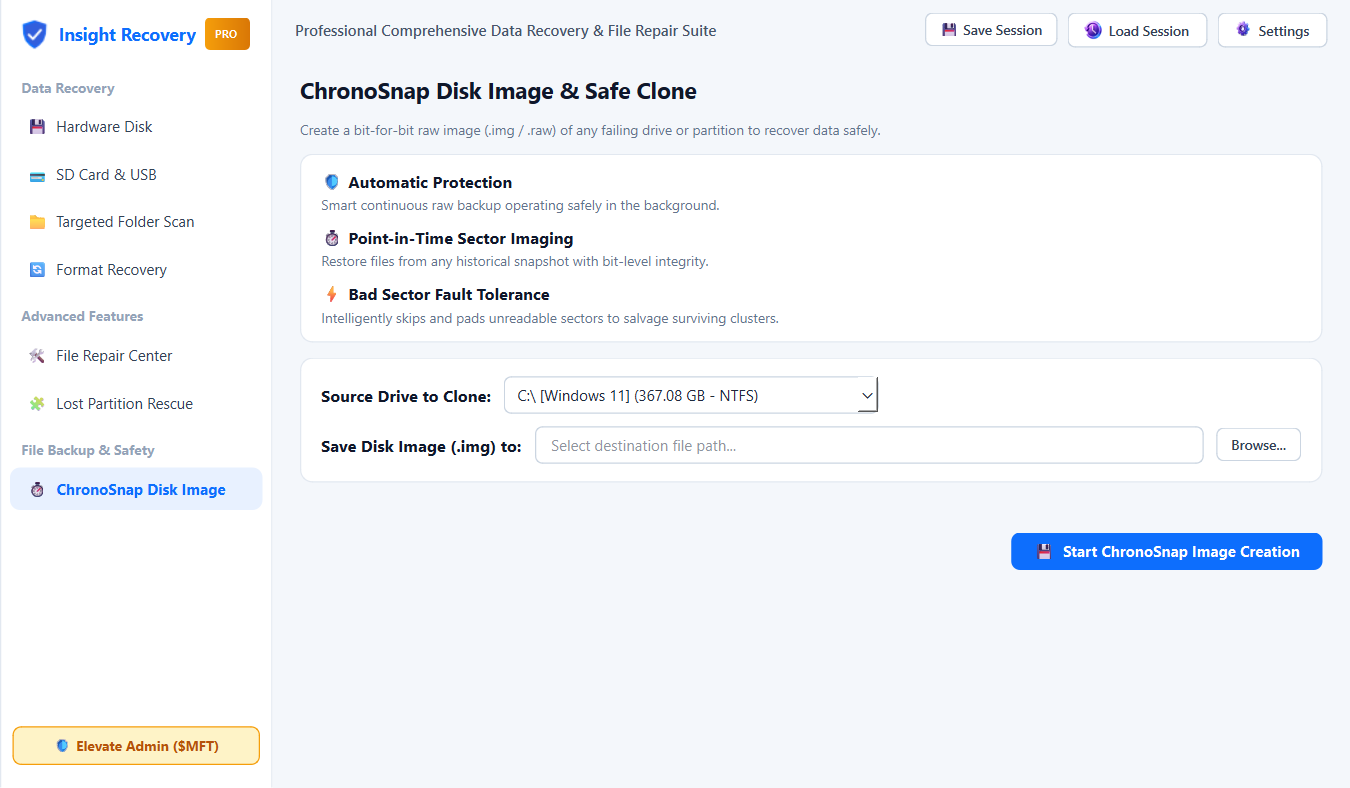 Insight Recovery PRO
Data Recovery
Hardware Disk
SD Card & USB
Targeted Folder Scan
Format Recovery
Advanced Features
File Repair Center
Lost Partition Rescue
File Backup & Safety
ChronoSnap Disk Image
Elevate Admin ($MFT)
Professional Comprehensive Data Recovery & File Repair Suite
Save Session
Load Session
Settings
ChronoSnap Disk Image & Safe Clone
Create a bit-for-bit raw image (.img / .raw) of any failing drive or partition to recover data safely.
Automatic Protection
Smart continuous raw backup operating safely in the background.
Point-in-Time Sector Imaging
Restore files from any historical snapshot with bit-level integrity.
Bad Sector Fault Tolerance
Intelligently skips and pads unreadable sectors to salvage surviving clusters.
Source Drive to Clone: C:\ [Windows 11] (367.08 GB - NTFS)
Save Disk Image (.img) to: Select destination file path... Browse...
Start ChronoSnap Image Creation